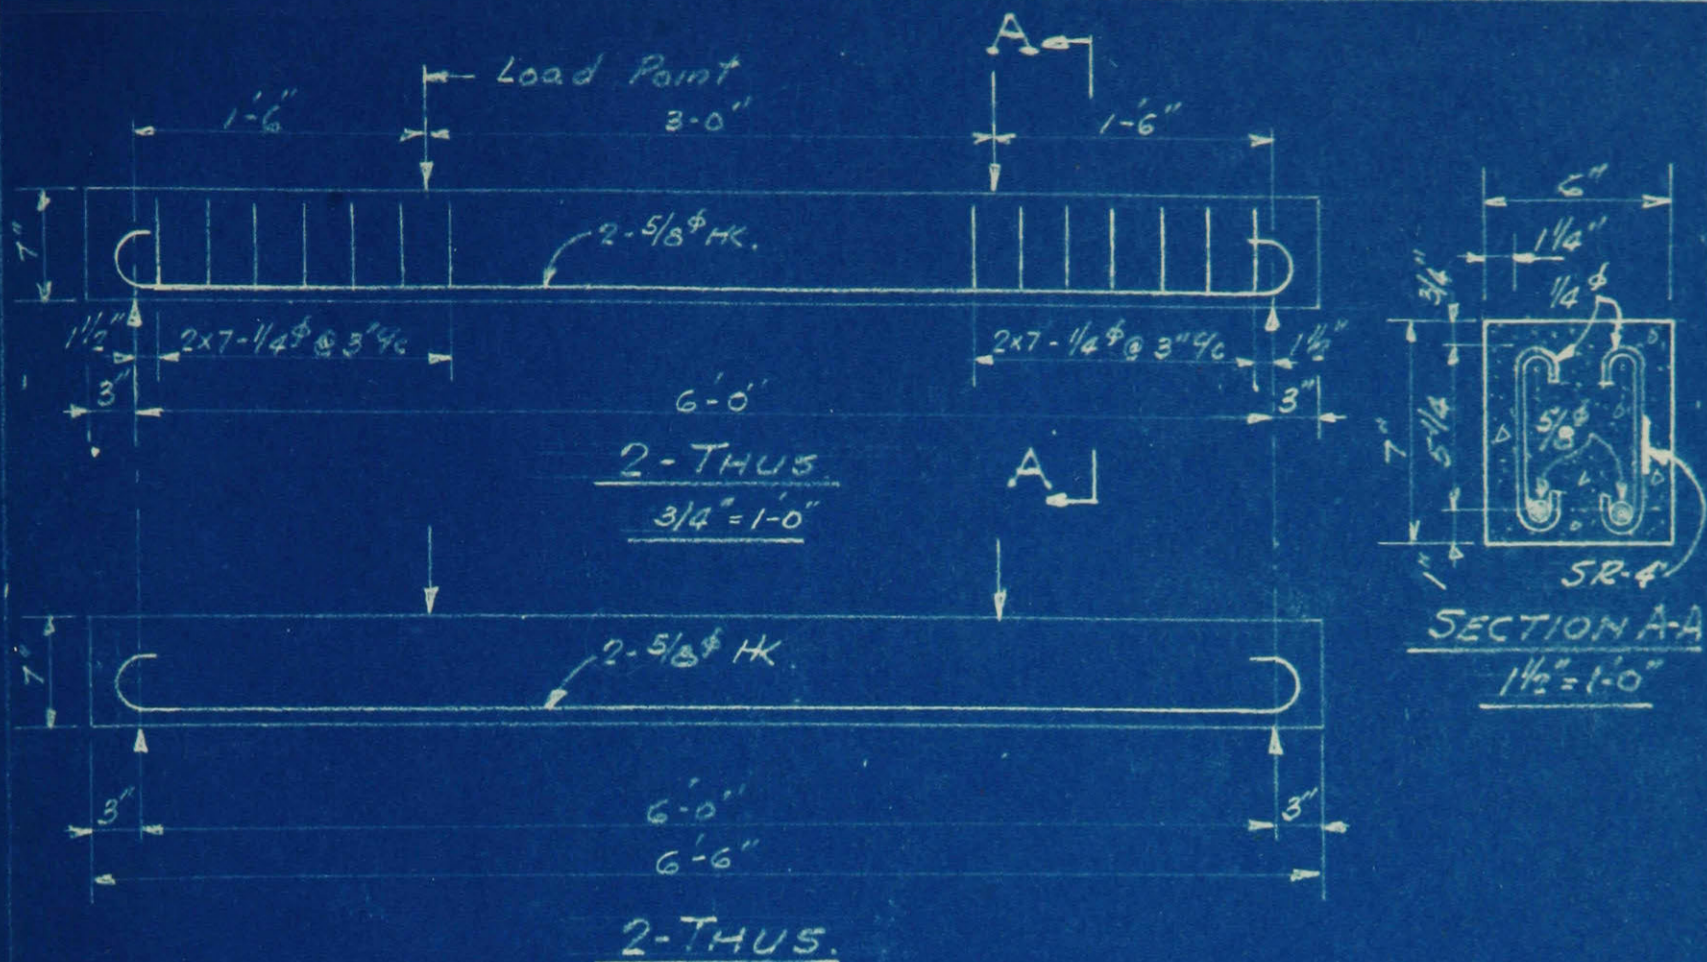 A
Load Point
1'-6"
3'-0"
1'-6"
7"
2-5/8ϕ HK.
1 1/2"
2x7-1/4ϕ @ 3" c/c
2x7-1/4ϕ @ 3" c/c
1 1/2"
3"
6'-0"
3"
2-THUS.
3/4" = 1'-0"
A
6"
1 1/4"
3/4"
1/4ϕ
7"
5 1/4
5/8ϕ
1"
SR-4
SECTION A-A
1 1/2" = 1'-0"
7"
2-5/8ϕ HK.
3"
6'-0"
3"
6'-6"
2-THUS.